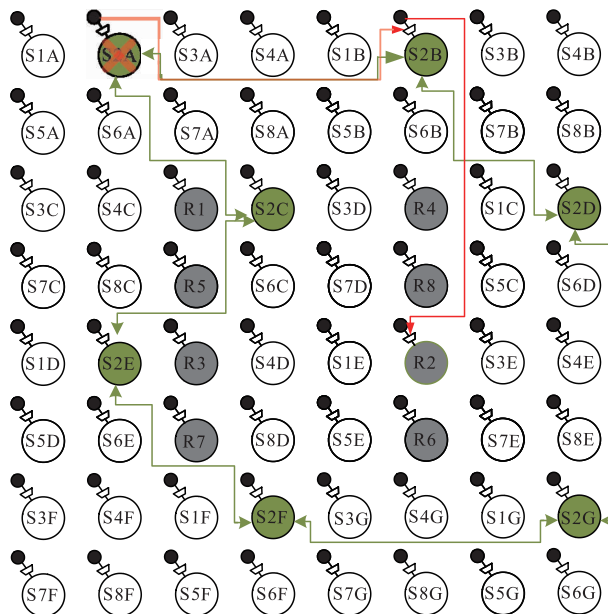 S1A S2A S3A S4A S1B S2B S3B S4B
S5A S6A S7A S8A S5B S6B S7B S8B
S3C S4C R1 S2C S3D R4 S1C S2D
S7C S8C R5 S6C S7D R8 S5C S6D
S1D S2E R3 S4D S1E R2 S3E S4E
S5D S6E R7 S8D S5E R6 S7E S8E
S3F S4F S1F S2F S3G S4G S1G S2G
S7F S8F S5F S6F S7G S8G S5G S6G